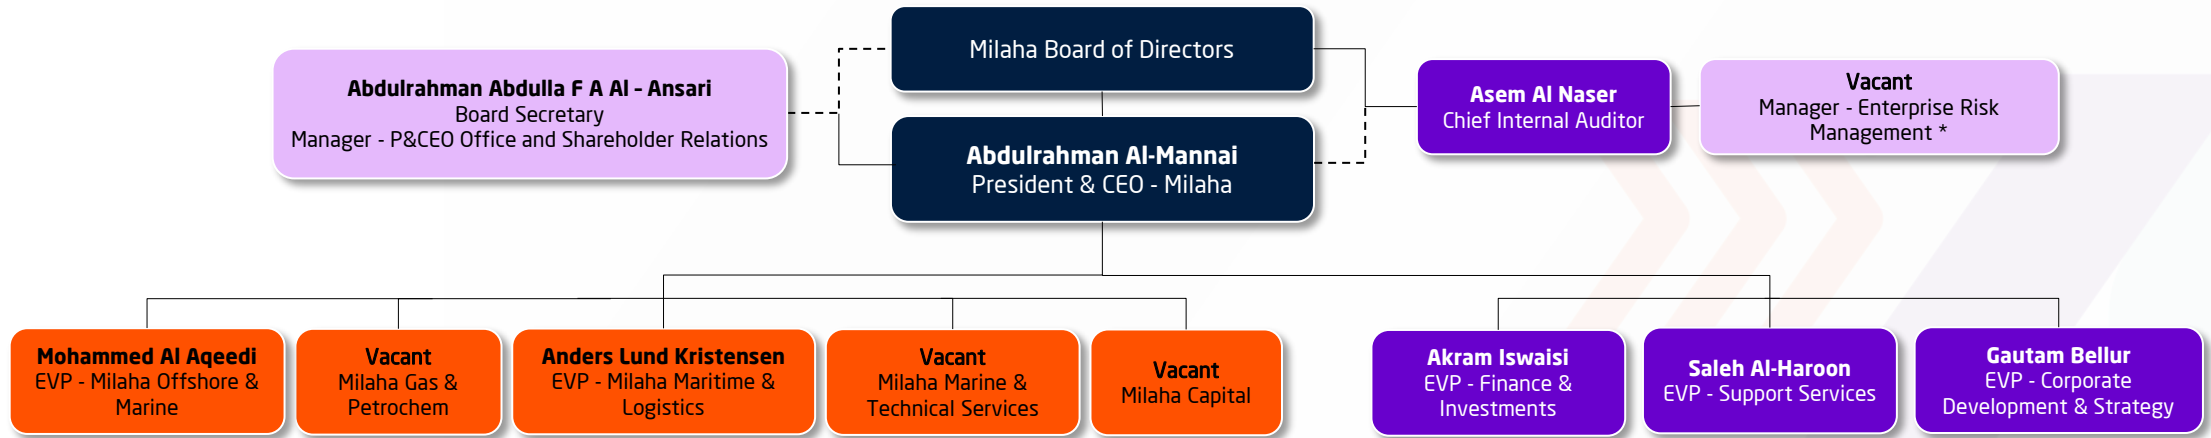 Milaha Board of Directors
Abdulrahman Abdulla F A Al – Ansari
Board Secretary
Manager - P&CEO Office and Shareholder Relations
Asem Al Naser
Chief Internal Auditor
Vacant
Manager - Enterprise Risk
Management *
Abdulrahman Al-Mannai
President & CEO - Milaha
Mohammed Al Aqeedi
EVP - Milaha Offshore &
Marine
Vacant
Milaha Gas &
Petrochem
Anders Lund Kristensen
EVP - Milaha Maritime &
Logistics
Vacant
Milaha Marine &
Technical Services
Vacant
Milaha Capital
Akram Iswaisi
EVP - Finance &
Investments
Saleh Al-Haroon
EVP - Support Services
Gautam Bellur
EVP - Corporate
Development & Strategy